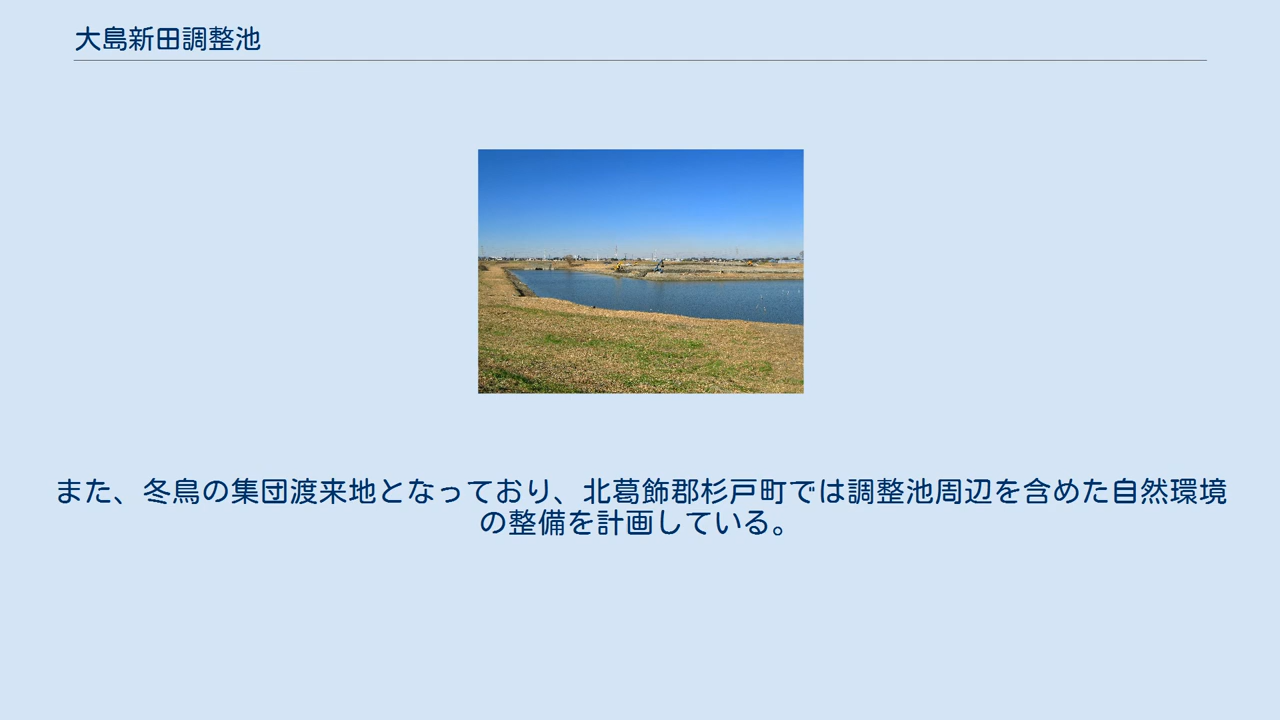 大島新田調整池
また、冬鳥の集団渡来地となっており、北葛飾郡杉戸町では調整池周辺を含めた自然環境
の整備を計画している。